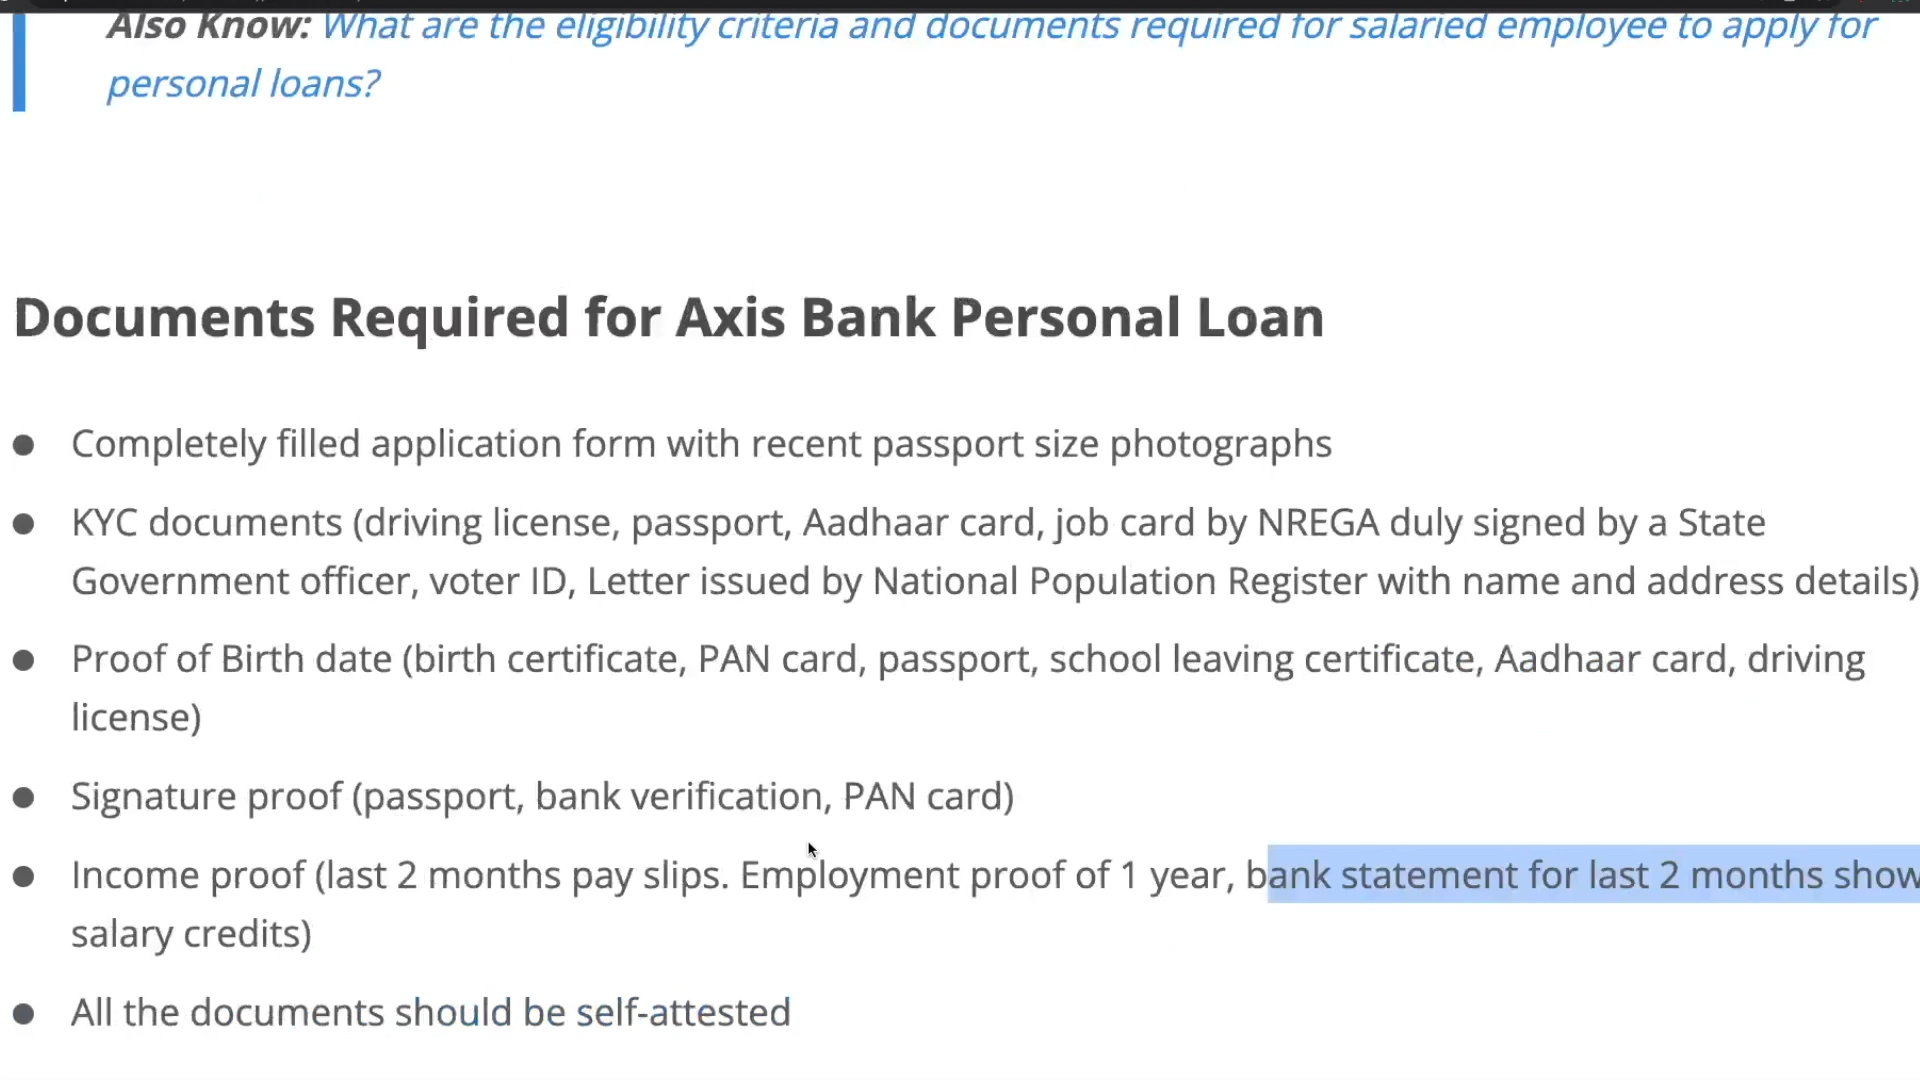 Also Know: What are the eligibility criteria and documents required for salaried employee to apply for
personal loans?
Documents Required for Axis Bank Personal Loan
Completely filled application form with recent passport size photographs
KYC documents (driving license, passport, Aadhaar card, job card by NREGA duly signed by a State
Government officer, voter ID, Letter issued by National Population Register with name and address details)
Proof of Birth date (birth certificate, PAN card, passport, school leaving certificate, Aadhaar card, driving
license)
Signature proof (passport, bank verification, PAN card)
Income proof (last 2 months pay slips. Employment proof of 1 year, bank statement for last 2 months show
salary credits)
All the documents should be self-attested